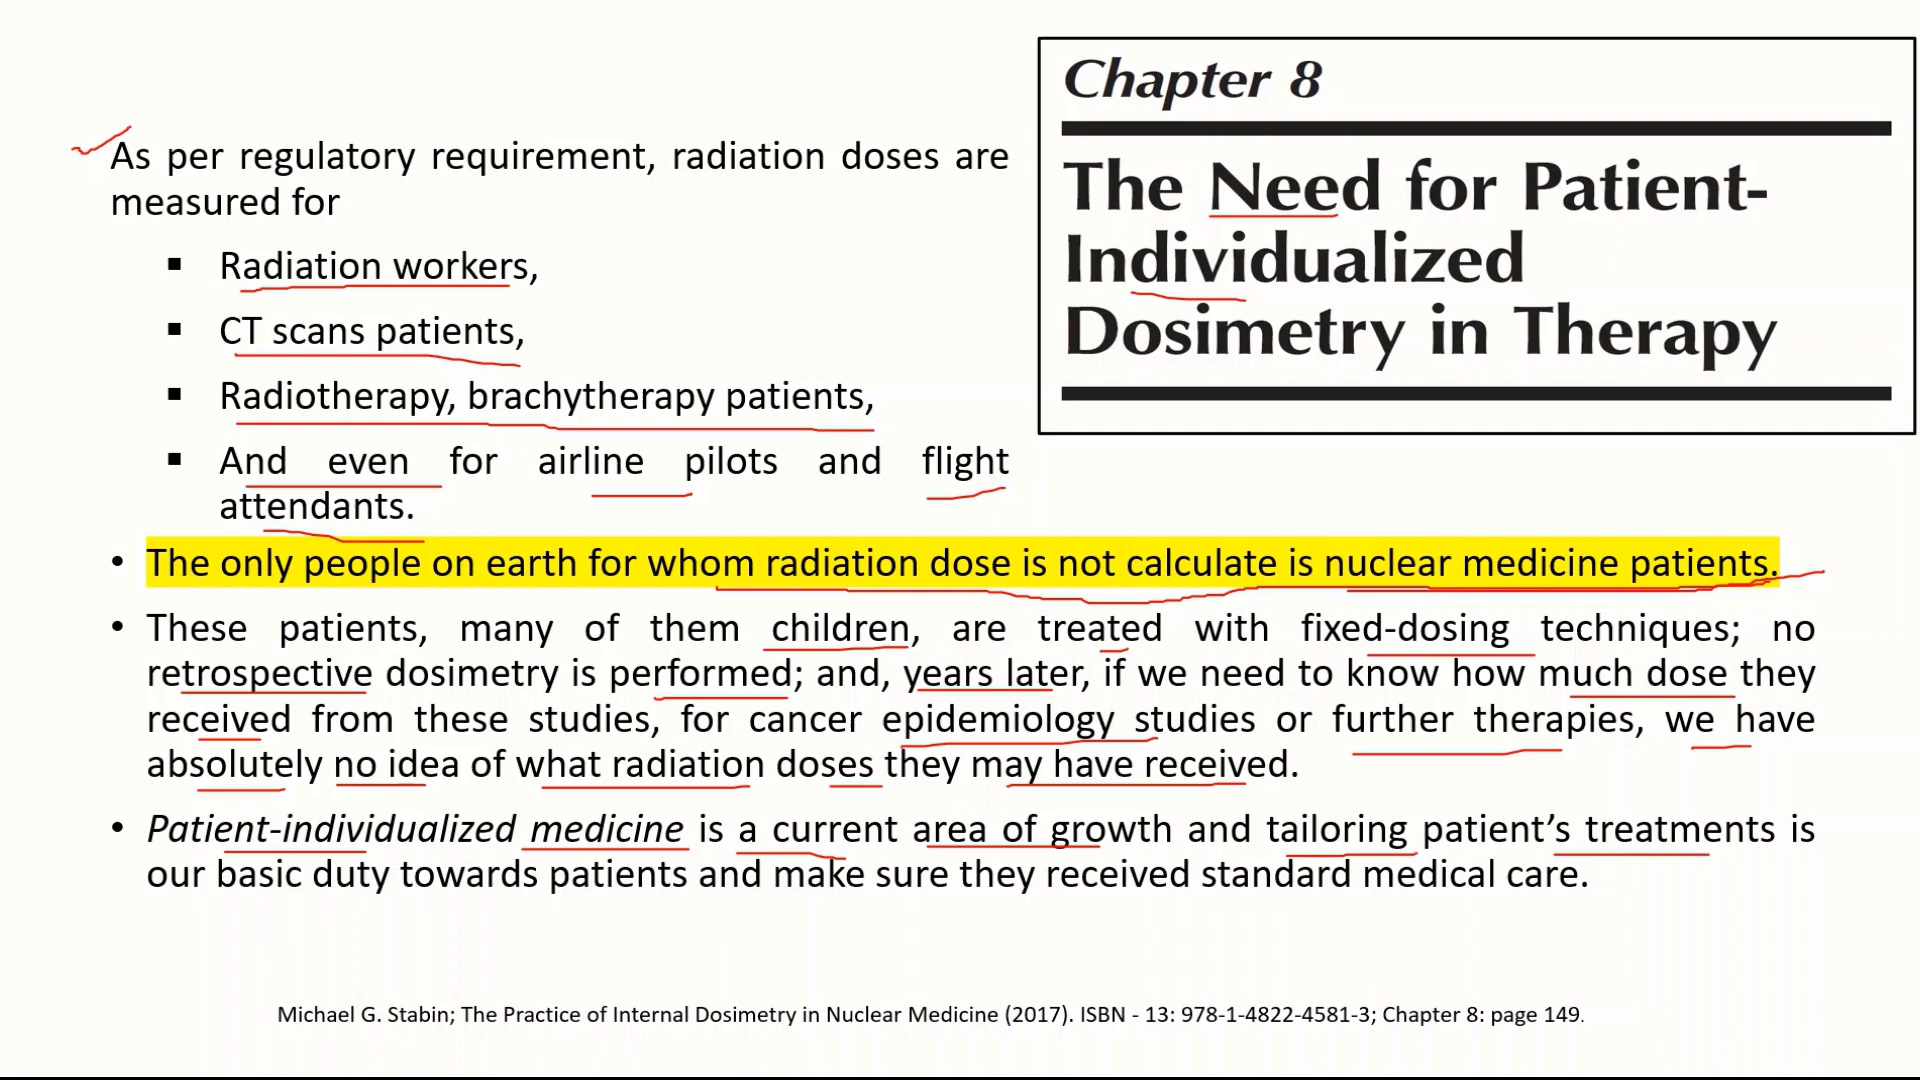 Chapter 8
The Need for Patient-
Individualized
Dosimetry in Therapy
As per regulatory requirement, radiation doses are
measured for
▪ Radiation workers,
▪ CT scans patients,
▪ Radiotherapy, brachytherapy patients,
▪ And even for airline pilots and flight
attendants.
• The only people on earth for whom radiation dose is not calculate is nuclear medicine patients.
• These patients, many of them children, are treated with fixed-dosing techniques; no
retrospective dosimetry is performed; and, years later, if we need to know how much dose they
received from these studies, for cancer epidemiology studies or further therapies, we have
absolutely no idea of what radiation doses they may have received.
• Patient-individualized medicine is a current area of growth and tailoring patient’s treatments is
our basic duty towards patients and make sure they received standard medical care.
Michael G. Stabin; The Practice of Internal Dosimetry in Nuclear Medicine (2017). ISBN - 13: 978-1-4822-4581-3; Chapter 8: page 149.